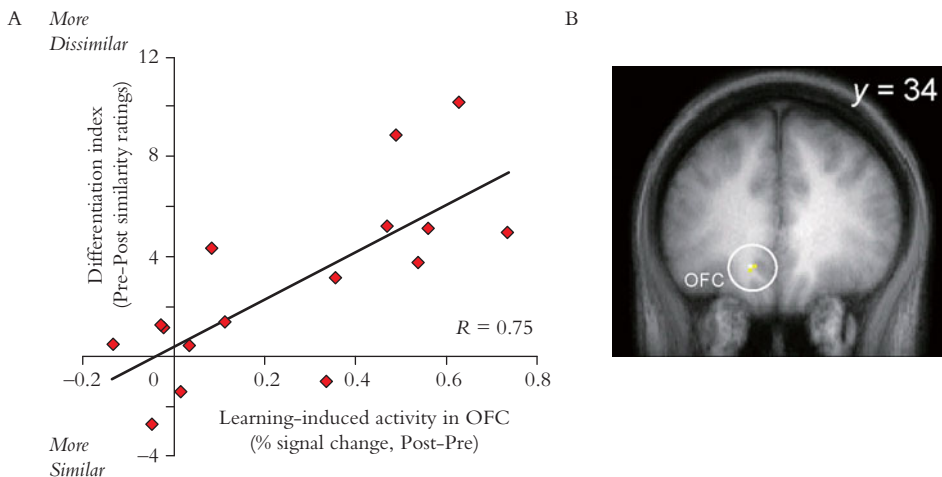 A
More
Dissimilar
12
8
4
−4
Differentiation index
(Pre-Post similarity ratings)
R = 0.75
−0.2
0
0.2
0.4
0.6
0.8
Learning-induced activity in OFC
(% signal change, Post-Pre)
More
Similar
B
y = 34
OFC